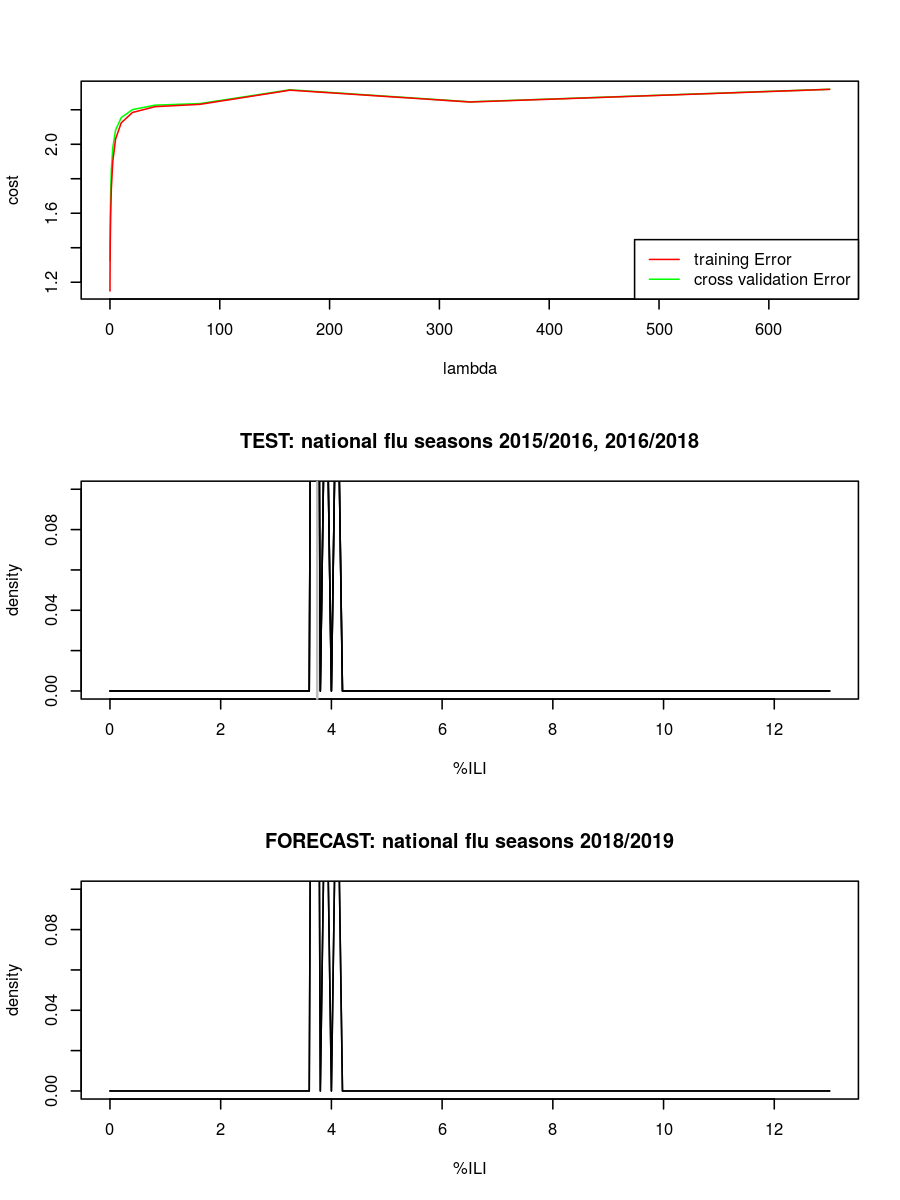 cost
1.2 1.6 2.0
training Error
cross validation Error
0 100 200 300 400 500 600
lambda
TEST: national flu seasons 2015/2016, 2016/2018
density
0.00 0.04 0.08
0 2 4 6 8 10 12
%ILI
FORECAST: national flu seasons 2018/2019
density
0.00 0.04 0.08
0 2 4 6 8 10 12
%ILI